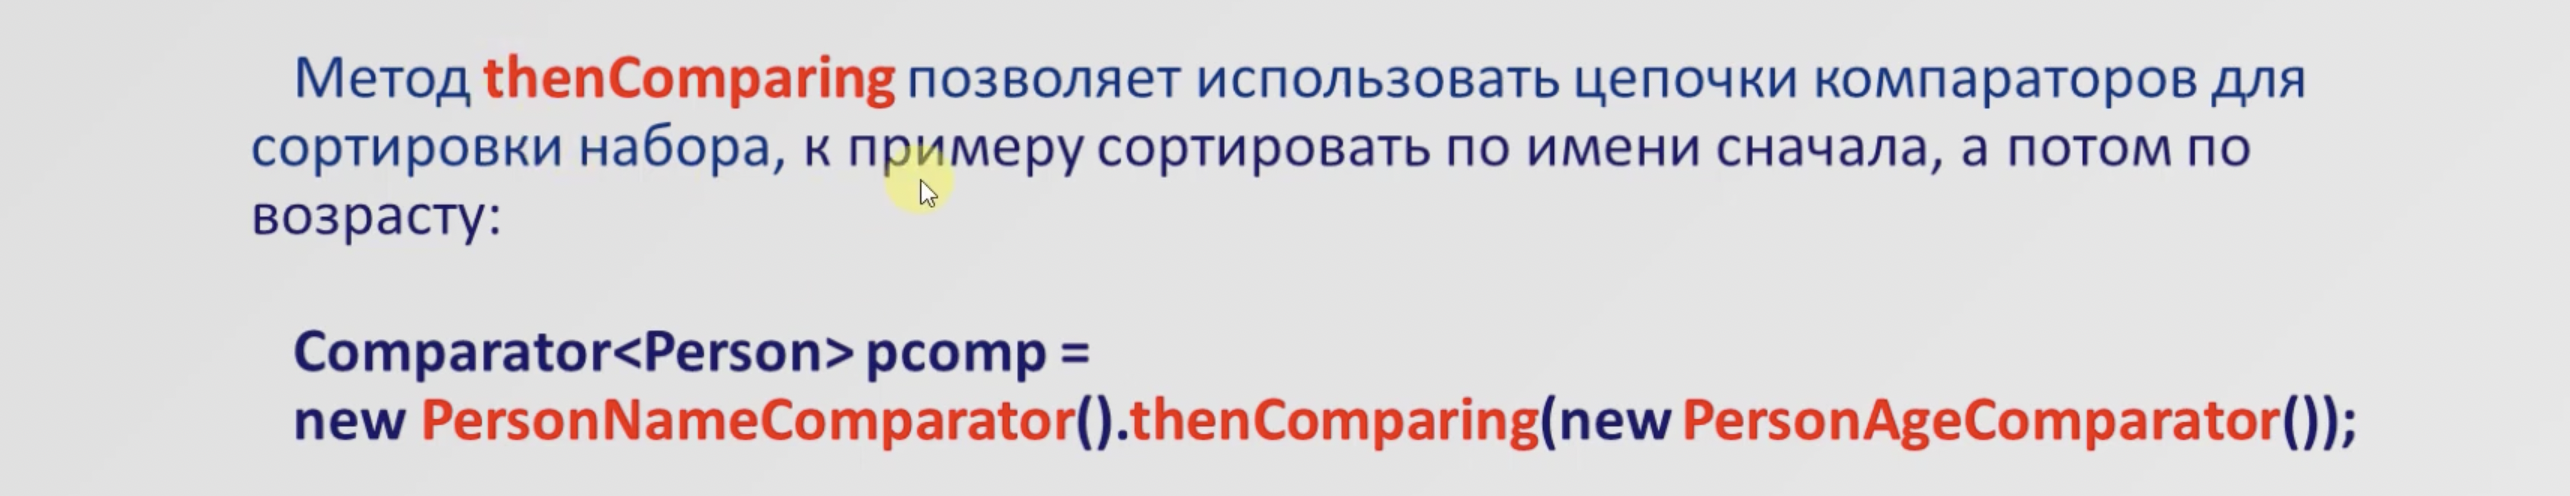 Метод thenComparing позволяет использовать цепочки компараторов для
сортировки набора, к примеру сортировать по имени сначала, а потом по
возрасту:
Comparator<Person> pcomp =
new PersonNameComparator().thenComparing(new PersonAgeComparator());